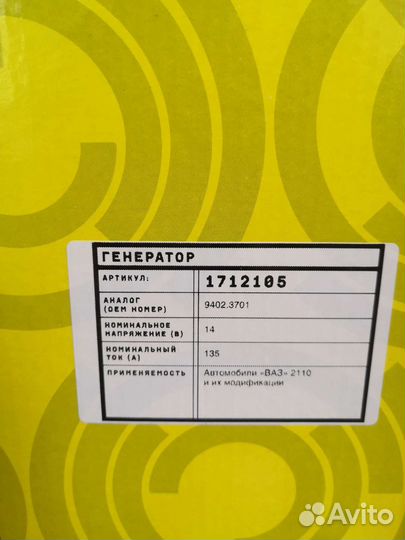 ГЕНЕРАТОР
АРТИКУЛ: 1712105
АНАЛОГ
(OEM НОМЕР) 9402.3701
НОМИНАЛЬНОЕ
НАПРЯЖЕНИЕ (В) 14
НОМИНАЛЬНЫЙ
ТОК (А) 135
ПРИМЕНЯЕМОСТЬ Автомобили «ВАЗ» 2110
и их модификации
Avito